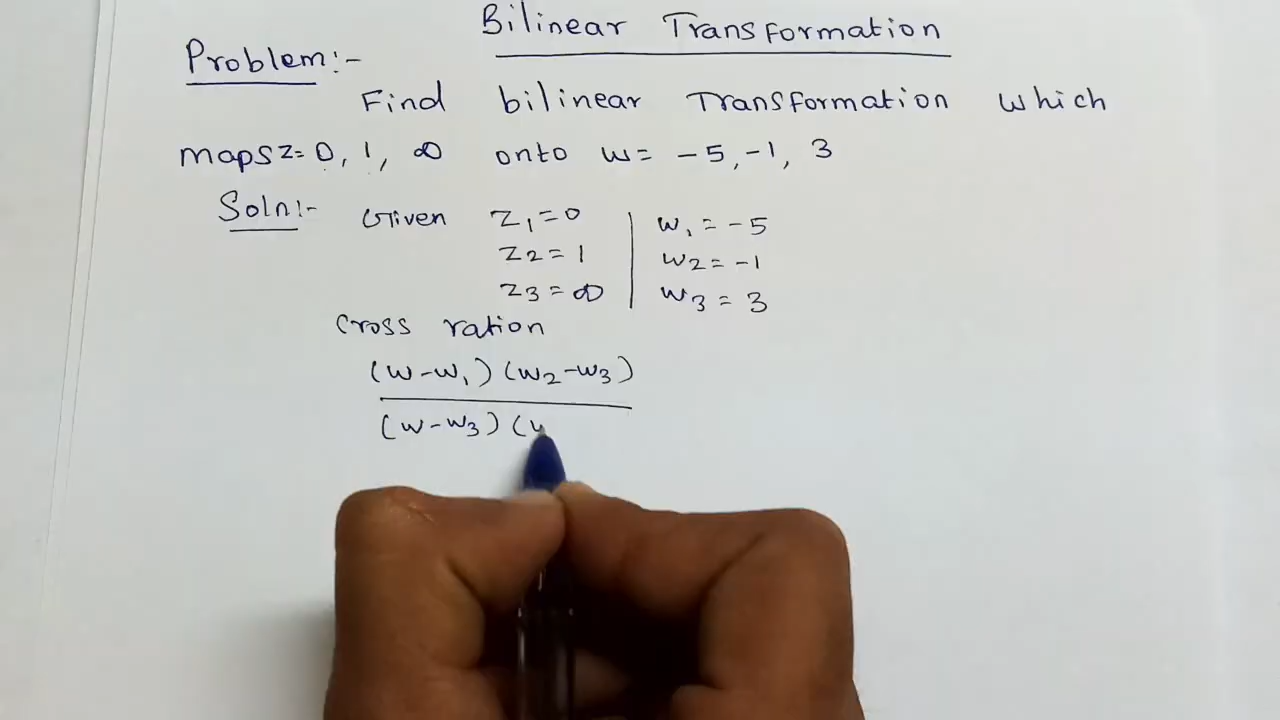 Bilinear Transformation
Problem:-
Find bilinear Transformation which
maps z= 0, 1, ∞ onto w= -5, -1, 3
Soln:- Given z₁=0 | w₁ = -5
z₂ = 1 | w₂ = -1
z₃ = ∞ | w₃ = 3
Cross ration
(w-w₁) (w₂-w₃)
(w-w₃) (